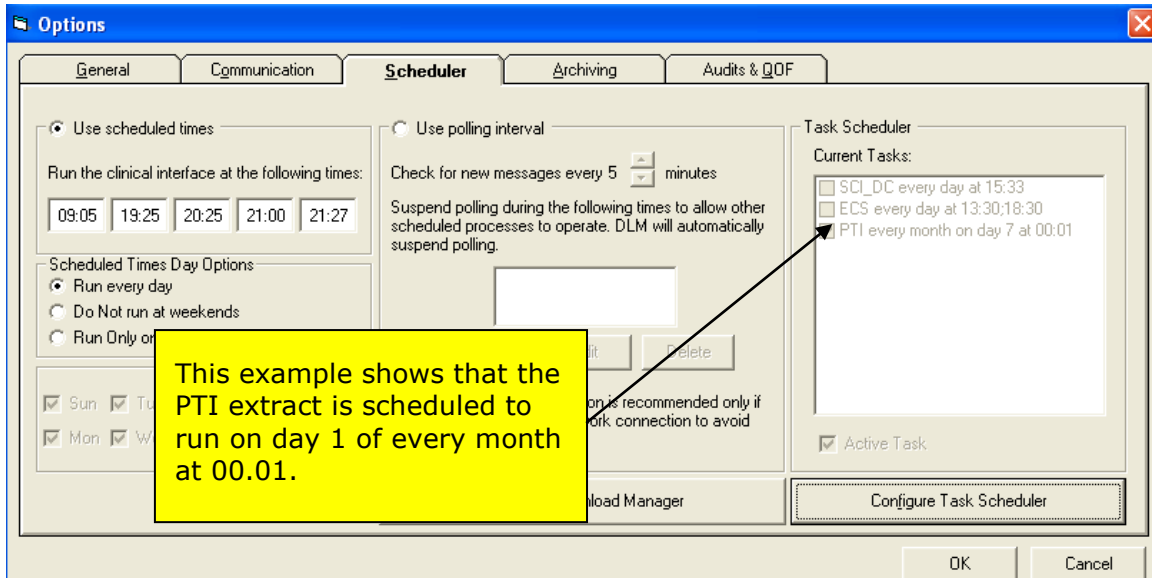 Options
General Communication Scheduler Archiving Audits & QOF
Use scheduled times
Run the clinical interface at the following times:
09:05 19:25 20:25 21:00 21:27
Scheduled Times Day Options
Run every day
Do Not run at weekends
Run Only
Sun
Mon
Use polling interval
Check for new messages every 5 minutes
Suspend polling during the following times to allow other
scheduled processes to operate. DLM will automatically
suspend polling.
Delete
is recommended only if
connection to avoid
Manager
Task Scheduler
Current Tasks:
SCI_DC every day at 15:33
ECS every day at 13:30;18:30
PTI every month on day 7 at 00:01
Active Task
Configure Task Scheduler
This example shows that the
PTI extract is scheduled to
run on day 1 of every month
at 00.01.
OK Cancel